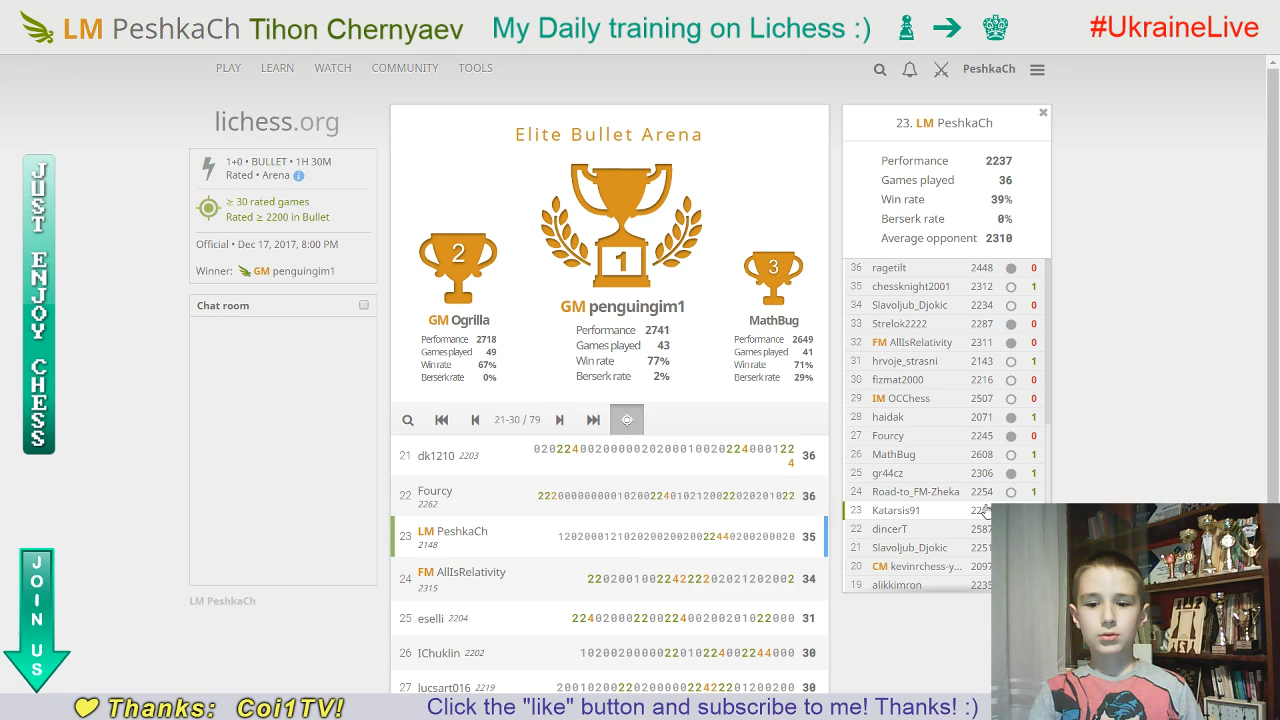 LM PeshkaCh Tihon Chernyaev
My Daily training on Lichess :)
#UkraineLive
PLAY LEARN WATCH COMMUNITY TOOLS
PeshkaCh
lichess.org
1+0 • BULLET • 1H 30M
Rated • Arena
≥ 30 rated games
Rated ≥ 2200 in Bullet
Official • Dec 17, 2017, 8:00 PM
Winner: GM penguingim1
Chat room
LM PeshkaCh
JUST ENJOY CHESS
JOIN US
Elite Bullet Arena
2
1
3
GM Ogrilla
Performance 2718
Games played 49
Win rate 67%
Berserk rate 0%
GM penguingim1
Performance 2741
Games played 43
Win rate 77%
Berserk rate 2%
MathBug
Performance 2649
Games played 41
Win rate 71%
Berserk rate 29%
21-30 / 79
21 dk1210 2203 36
22 Fourcy 2262 36
23 LM PeshkaCh 2148 35
24 FM AllIsRelativity 2315 34
25 eselli 2204 31
26 IChuklin 2202 30
27 lucsart016 2219 30
23. LM PeshkaCh
Performance 2237
Games played 36
Win rate 39%
Berserk rate 0%
Average opponent 2310
36 ragetilt 2448 0
35 chessknight2001 2312 1
34 Slavoljub_Djokic 2234 0
33 Strelok2222 2287 0
32 FM AllIsRelativity 2311 0
31 hrvoje_strasni 2143 1
30 fizmat2000 2216 0
29 IM OCChess 2507 0
28 haidak 2071 1
27 Fourcy 2245 0
26 MathBug 2608 1
25 gr44cz 2306 1
24 Road-to_FM-Zheka 2254 1
23 Katarsis91
22 dincerT 2587
21 Slavoljub_Djokic 2251
20 CM kevinrchess-y... 2097
19 alikkimron 2235
Thanks: Coi1TV!
Click the "like" button and subscribe to me! Thanks! :)